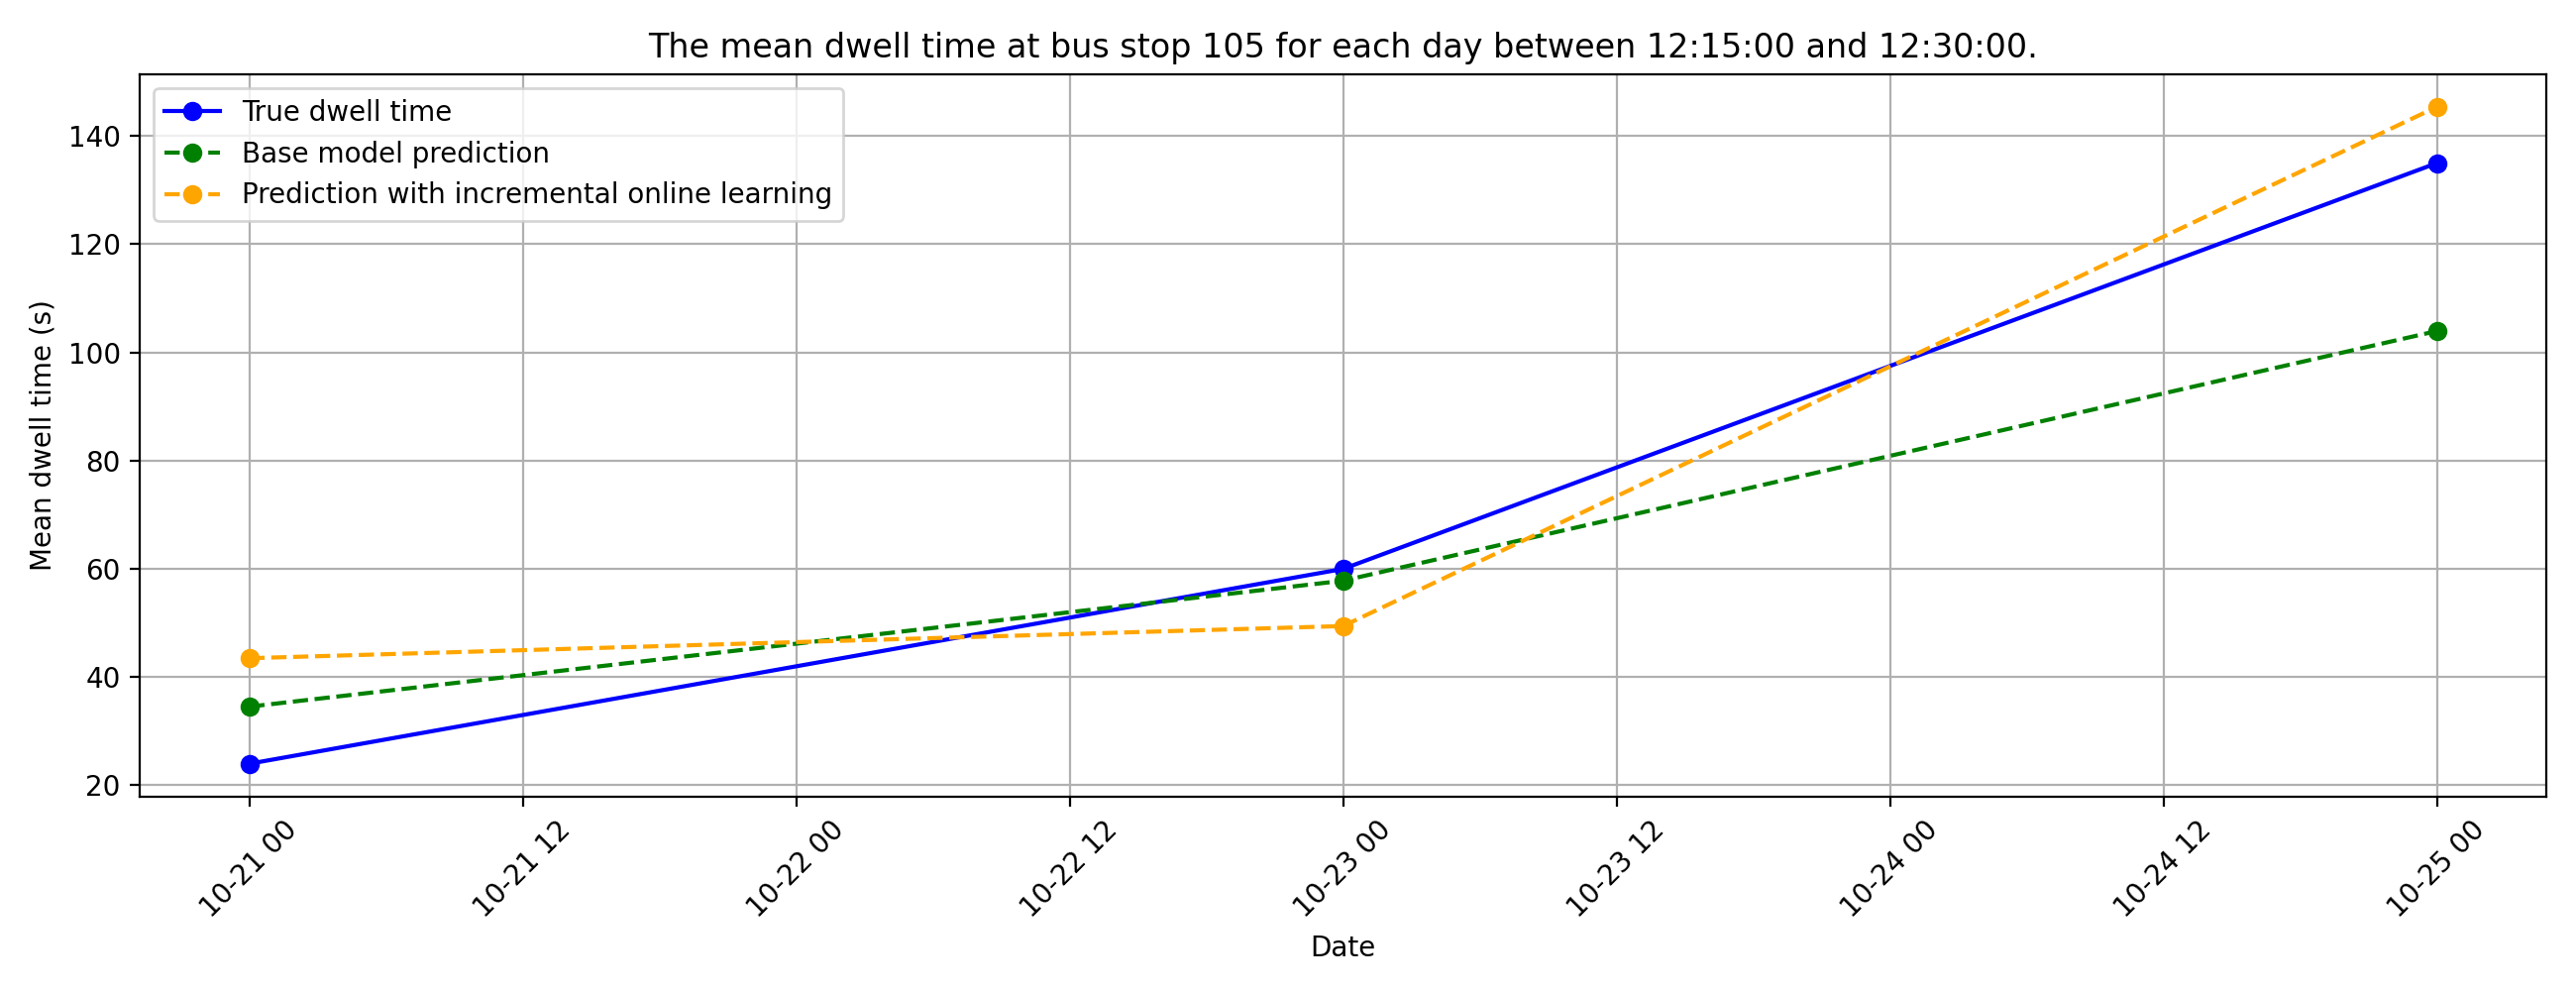 The mean dwell time at bus stop 105 for each day between 12:15:00 and 12:30:00.
True dwell time
Base model prediction
Prediction with incremental online learning
Mean dwell time (s)
140
120
100
80
60
40
20
10-21 00
10-21 12
10-22 00
10-22 12
10-23 00
10-23 12
10-24 00
10-24 12
10-25 00
Date